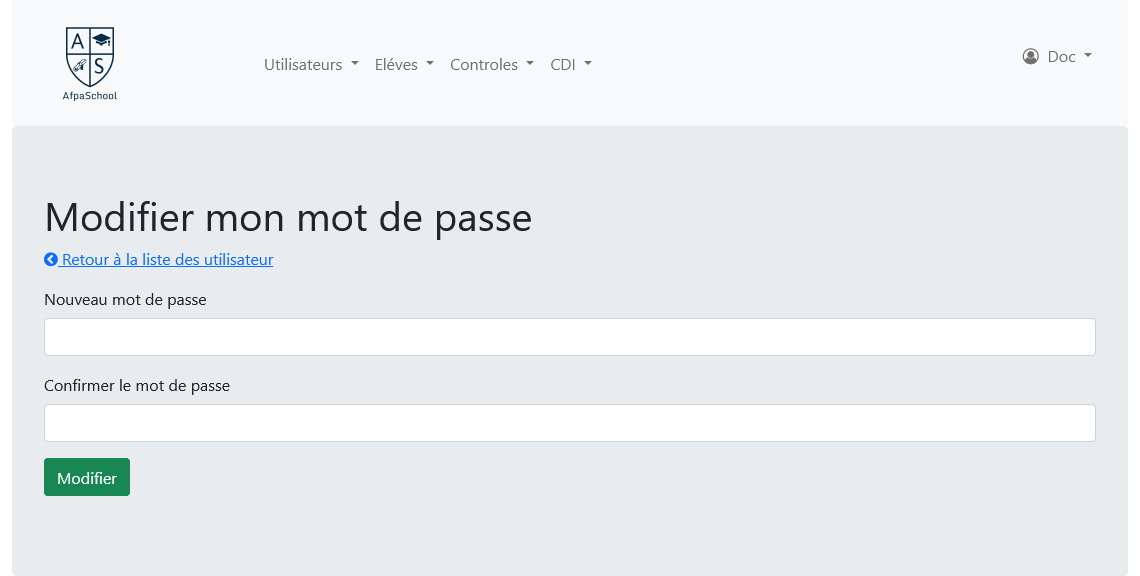 A
S
AfpaSchool
Utilisateurs Eléves Controles CDI
Doc
Modifier mon mot de passe
Retour à la liste des utilisateur
Nouveau mot de passe
Confirmer le mot de passe
Modifier